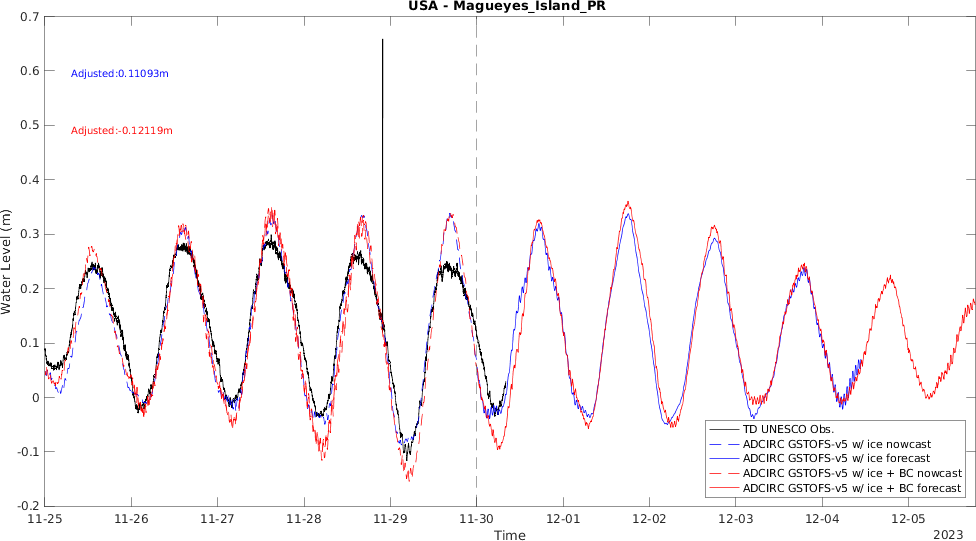 USA - Magueyes_Island_PR
0.7
0.6
0.5
0.4
0.3
0.2
0.1
0
-0.1
-0.2
Water Level (m)
Adjusted:0.11093m
Adjusted:-0.12119m
TD UNESCO Obs.
ADCIRC GSTOFS-v5 w/ ice nowcast
ADCIRC GSTOFS-v5 w/ ice forecast
ADCIRC GSTOFS-v5 w/ ice + BC nowcast
ADCIRC GSTOFS-v5 w/ ice + BC forecast
11-25 11-26 11-27 11-28 11-29 11-30 12-01 12-02 12-03 12-04 12-05
Time
2023